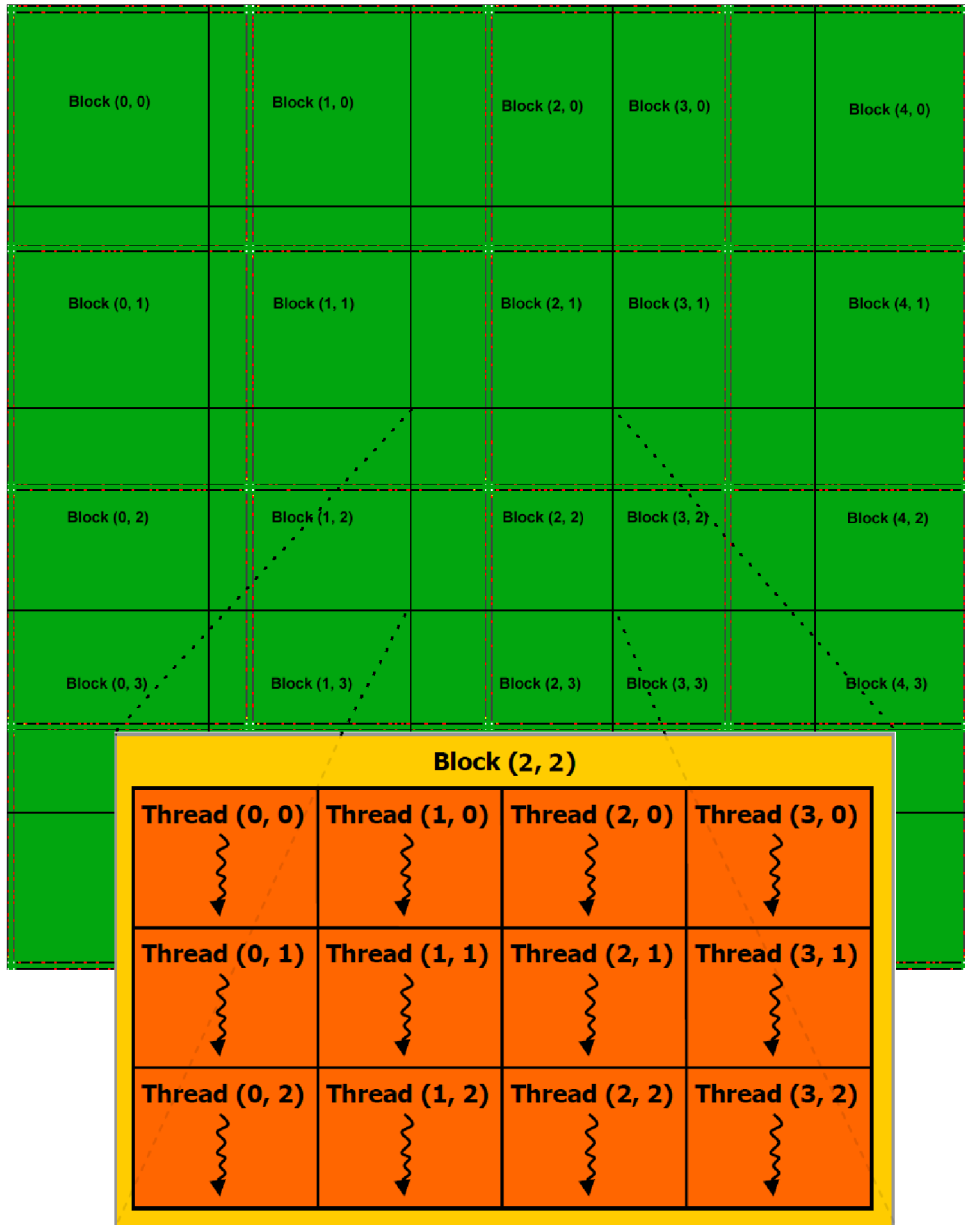 Block (0, 0) Block (1, 0) Block (2, 0) Block (3, 0) Block (4, 0)
Block (0, 1) Block (1, 1) Block (2, 1) Block (3, 1) Block (4, 1)
Block (0, 2) Block (1, 2) Block (2, 2) Block (3, 2) Block (4, 2)
Block (0, 3) Block (1, 3) Block (2, 3) Block (3, 3) Block (4, 3)
Block (2, 2)
Thread (0, 0) Thread (1, 0) Thread (2, 0) Thread (3, 0)
Thread (0, 1) Thread (1, 1) Thread (2, 1) Thread (3, 1)
Thread (0, 2) Thread (1, 2) Thread (2, 2) Thread (3, 2)